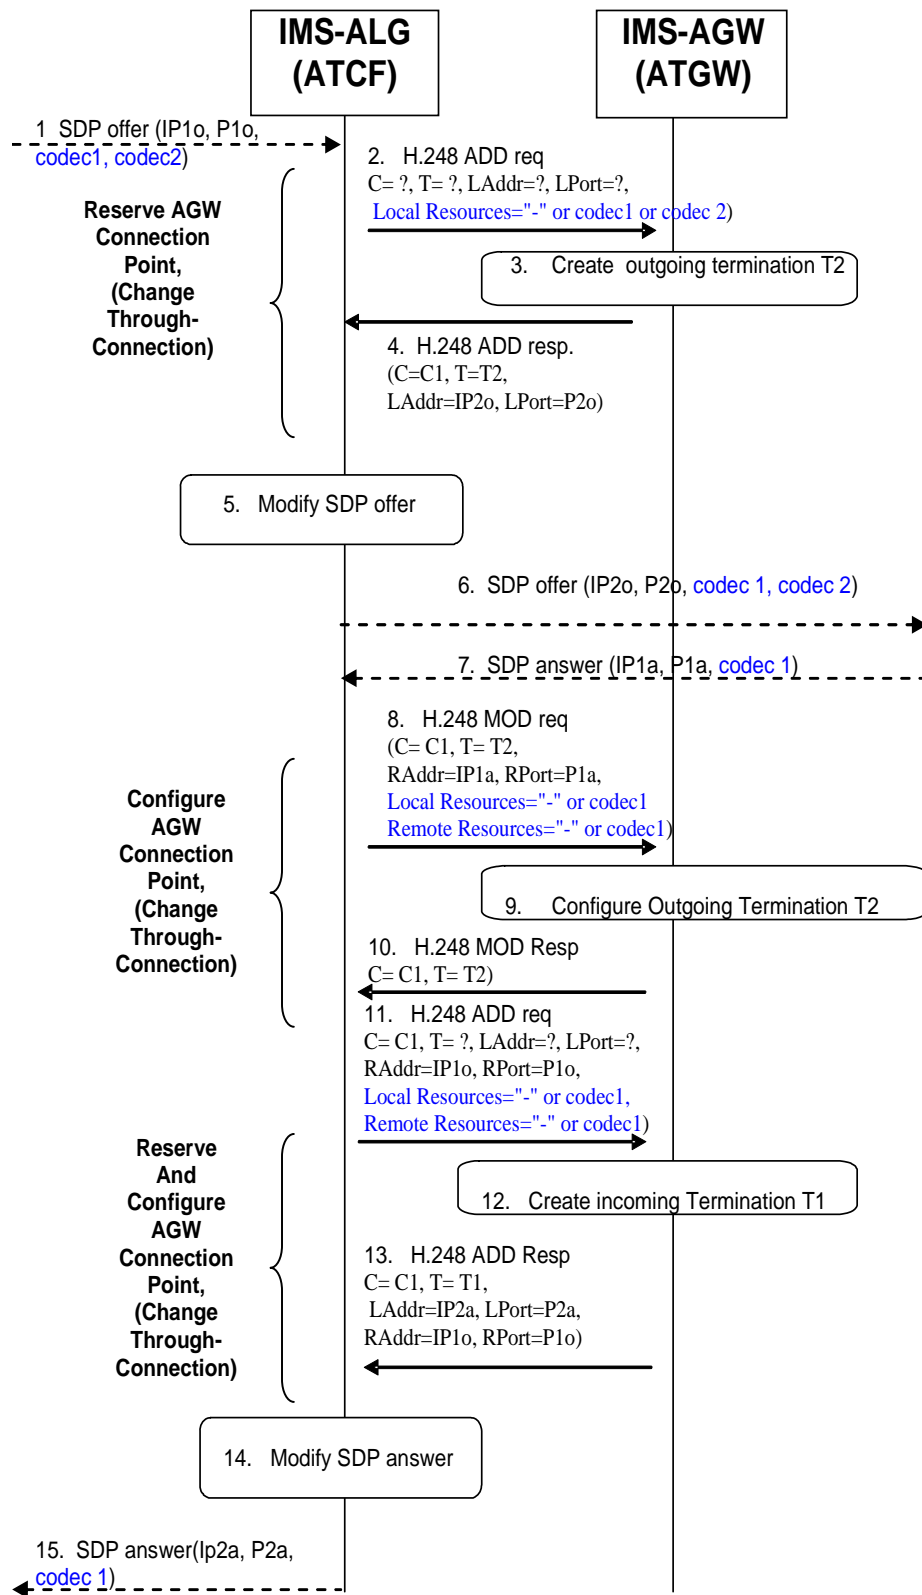 IMS-ALG
(ATCF)
IMS-AGW
(ATGW)
1 SDP offer (IP1o, P1o,
codec1, codec2)
2. H.248 ADD req
C= ?, T= ?, LAddr=?, LPort=?,
Local Resources="-" or codec1 or codec 2)
Reserve AGW
Connection
Point,
(Change
Through-
Connection)
3. Create outgoing termination T2
4. H.248 ADD resp.
(C=C1, T=T2,
LAddr=IP2o, LPort=P2o)
5. Modify SDP offer
6. SDP offer (IP2o, P2o, codec 1, codec 2)
7. SDP answer (IP1a, P1a, codec 1)
8. H.248 MOD req
(C= C1, T= T2,
RAddr=IP1a, RPort=P1a,
Local Resources="-" or codec1
Remote Resources="-" or codec1)
Configure
AGW
Connection
Point,
(Change
Through-
Connection)
9. Configure Outgoing Termination T2
10. H.248 MOD Resp
C= C1, T= T2)
11. H.248 ADD req
C= C1, T= ?, LAddr=?, LPort=?,
RAddr=IP1o, RPort=P1o,
Local Resources="-" or codec1,
Remote Resources="-" or codec1)
Reserve
And
Configure
AGW
Connection
Point,
(Change
Through-
Connection)
12. Create incoming Termination T1
13. H.248 ADD Resp
C= C1, T= T1,
LAddr=IP2a, LPort=P2a,
RAddr=IP1o, RPort=P1o)
14. Modify SDP answer
15. SDP answer(Ip2a, P2a,
codec 1)